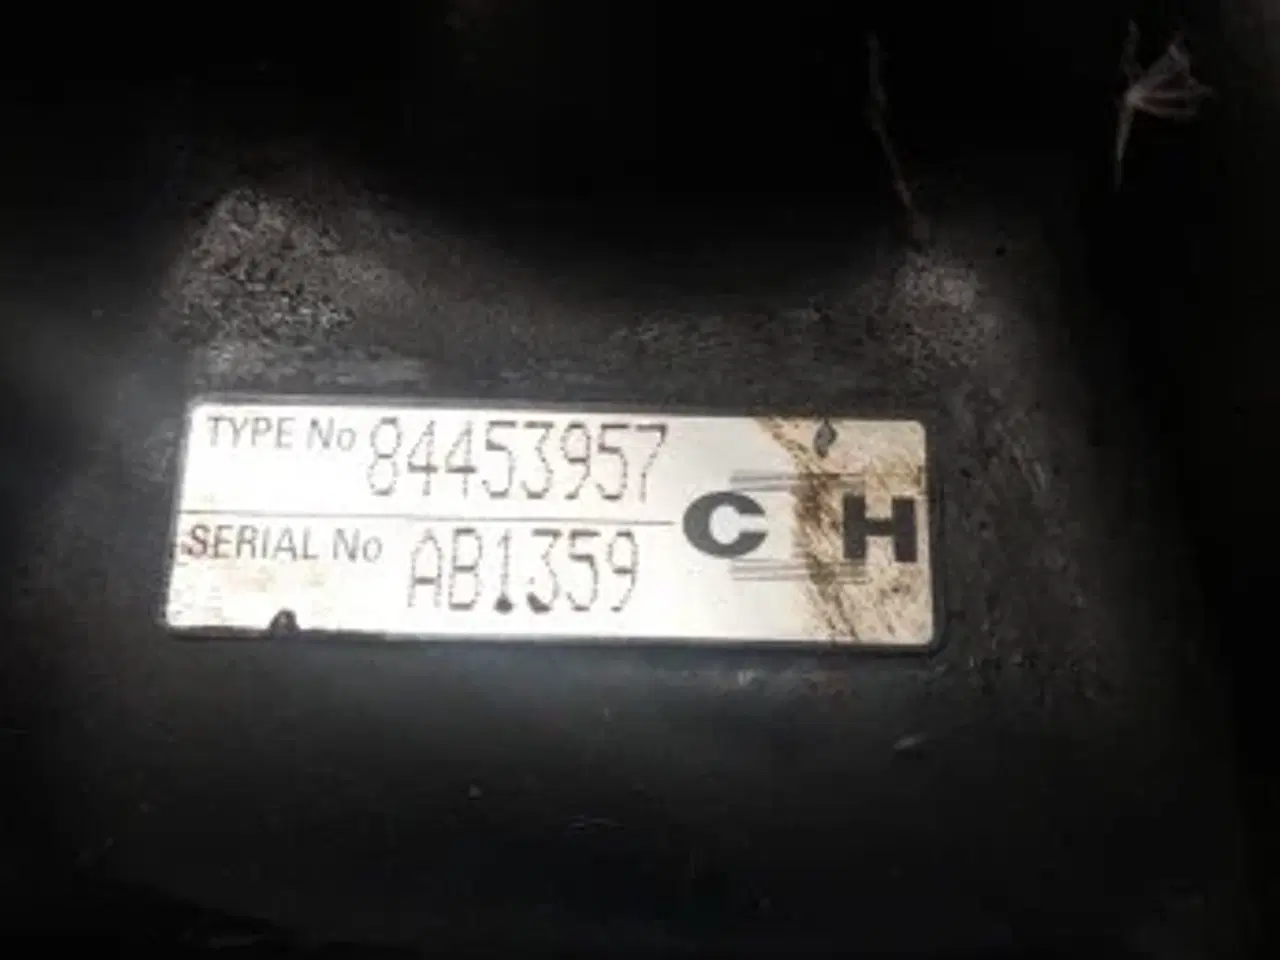 TYPE No 84453957
SERIAL No AB1359
C H